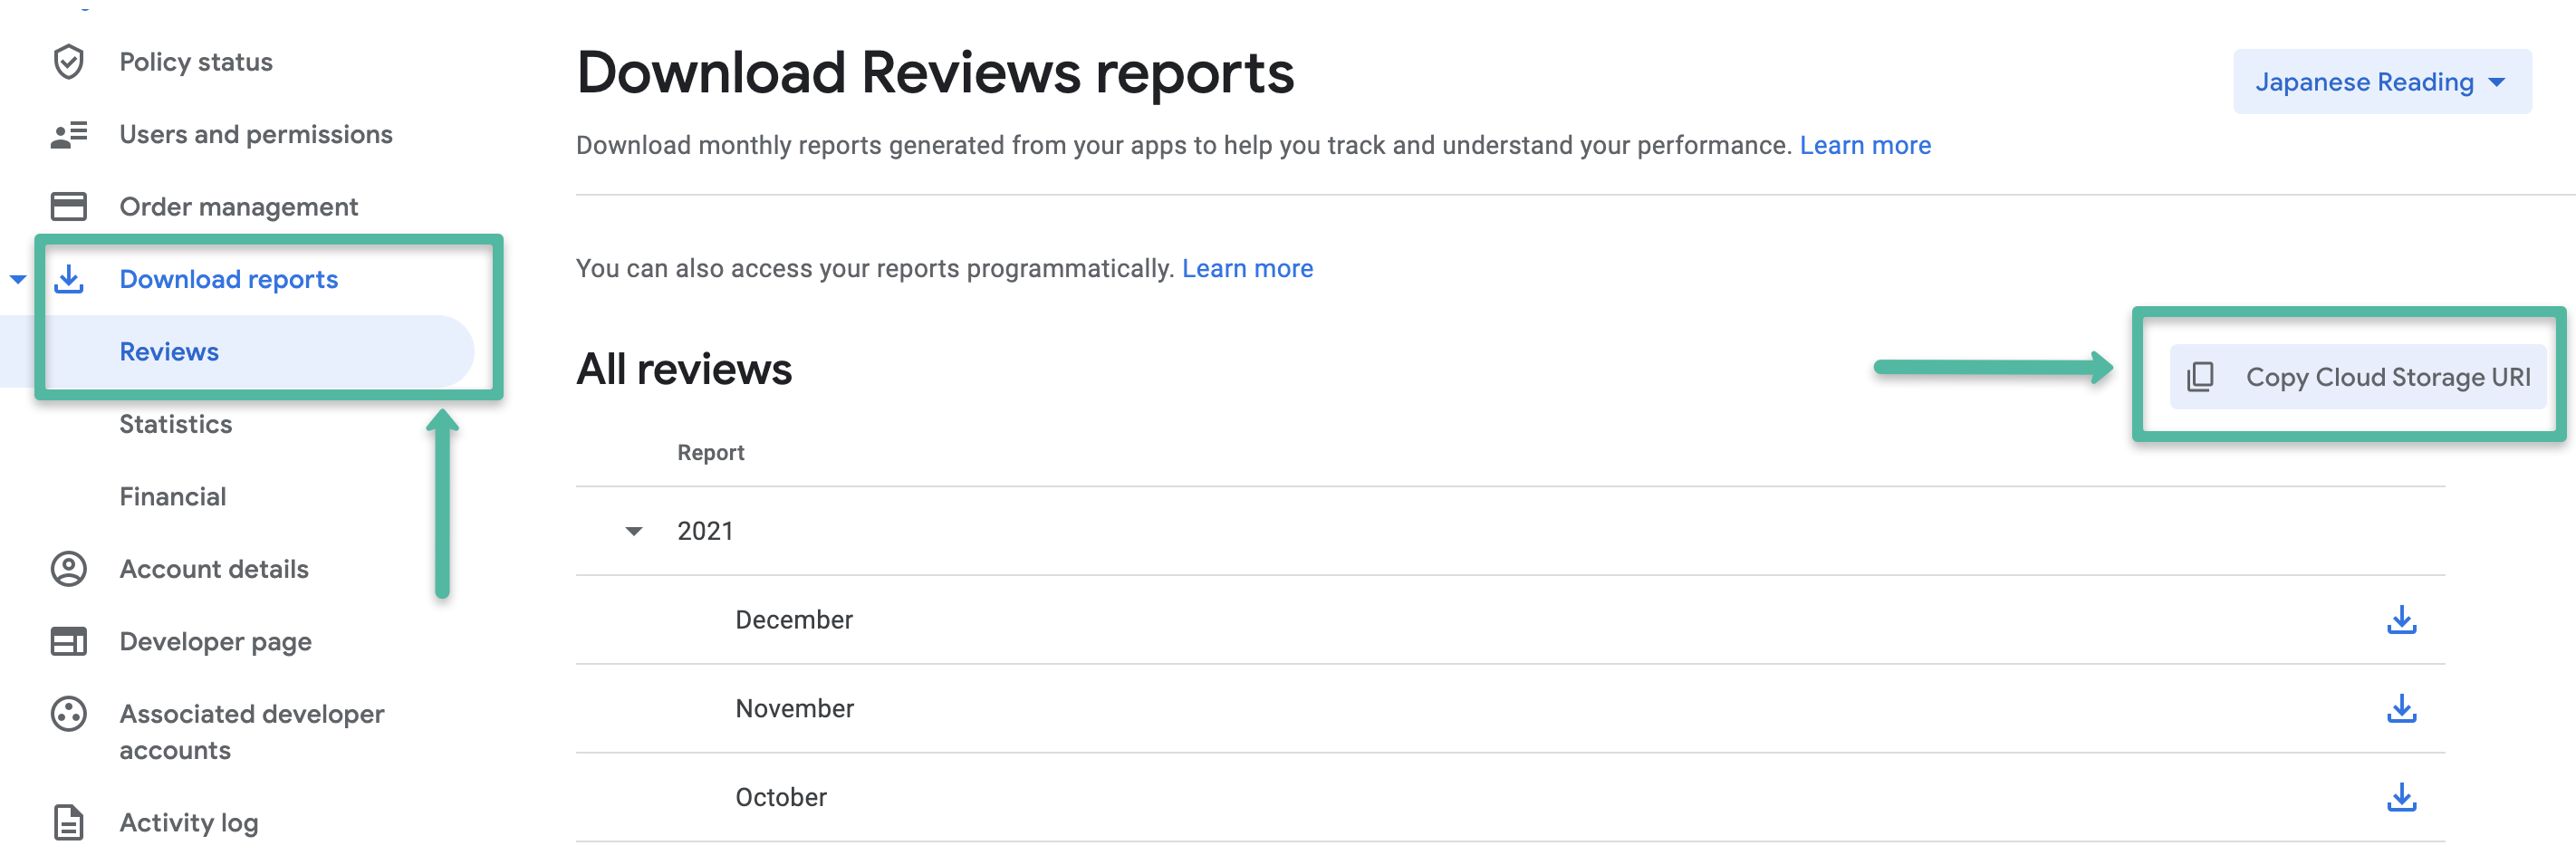 Policy status
Users and permissions
Order management
Download reports
Reviews
Statistics
Financial
Account details
Developer page
Associated developer
accounts
Activity log
Download Reviews reports
Japanese Reading
Download monthly reports generated from your apps to help you track and understand your performance. Learn more
You can also access your reports programmatically. Learn more
All reviews
Copy Cloud Storage URI
Report
2021
December
November
October